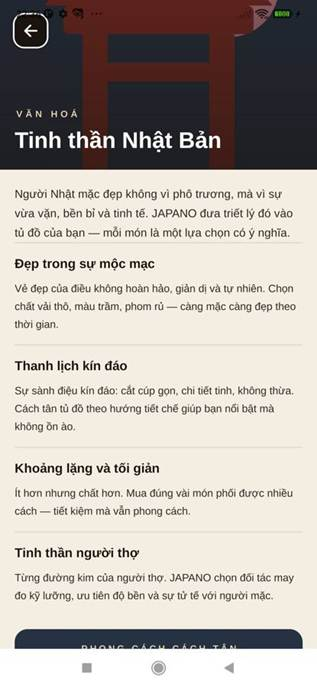 VĂN HOÁ
Tinh thần Nhật Bản
Người Nhật mặc đẹp không vì phô trương, mà vì sự
vừa vặn, bền bỉ và tinh tế. JAPANO đưa triết lý đó vào
tủ đồ của bạn — mỗi món là một lựa chọn có ý nghĩa.
Đẹp trong sự mộc mạc
Vẻ đẹp của điều không hoàn hảo, giản dị và tự nhiên. Chọn
chất vải thô, màu trầm, phom rủ — càng mặc càng đẹp theo
thời gian.
Thanh lịch kín đáo
Sự sành điệu kín đáo: cắt cúp gọn, chi tiết tinh, không thừa.
Cách tân tủ đồ theo hướng tiết chế giúp bạn nổi bật mà
không ồn ào.
Khoảng lặng và tối giản
Ít hơn nhưng chất hơn. Mua đúng vài món phối được nhiều
cách — tiết kiệm mà vẫn phong cách.
Tinh thần người thợ
Từng đường kim của người thợ. JAPANO chọn đối tác may
đo kỹ lưỡng, ưu tiên độ bền và sự tử tế với người mặc.
PHONG CÁCH CÁCH TÂN